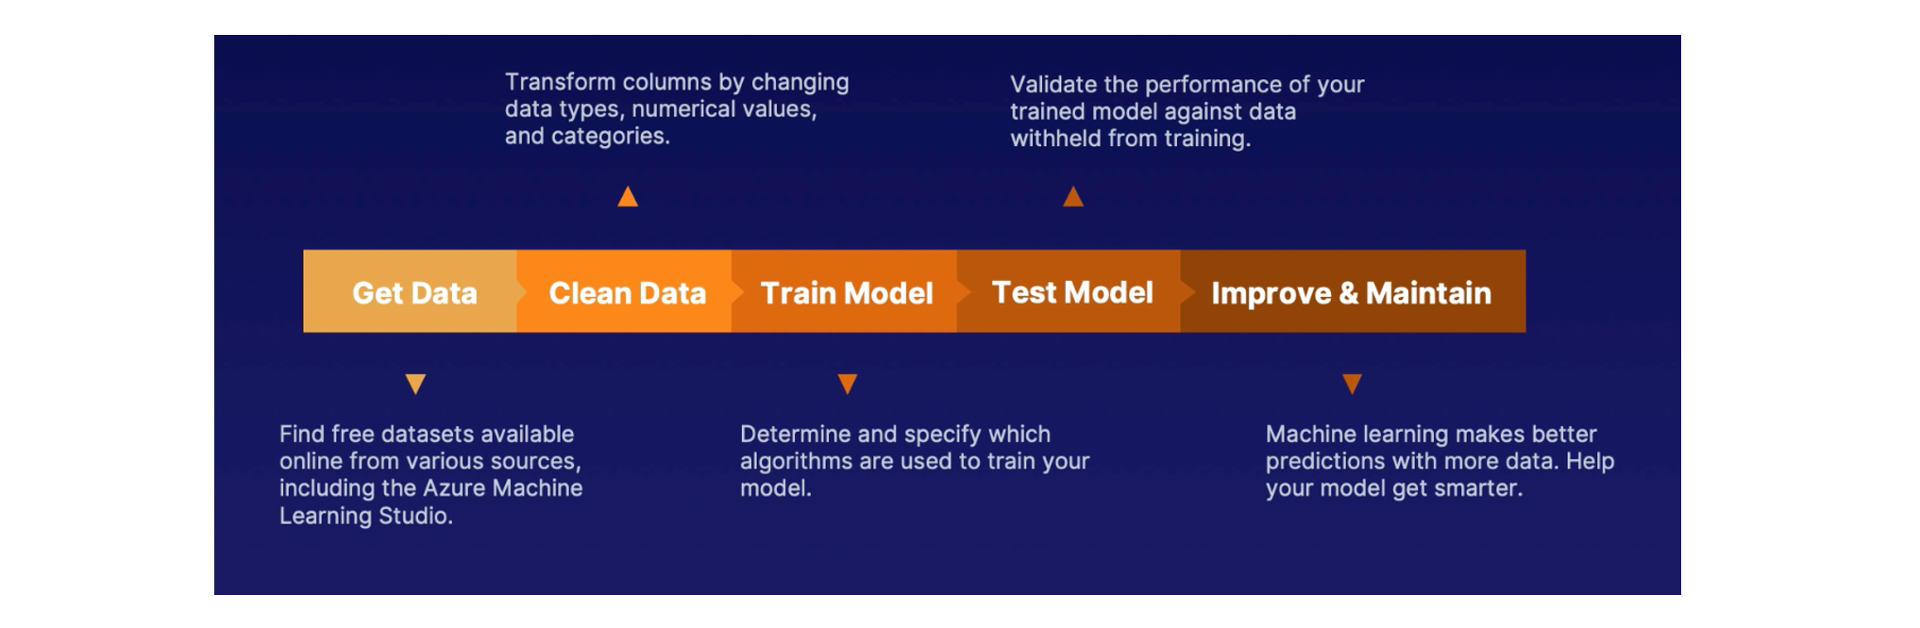 Transform columns by changing
data types, numerical values,
and categories.
Validate the performance of your
trained model against data
withheld from training.
Get Data
Clean Data
Train Model
Test Model
Improve & Maintain
Find free datasets available
online from various sources,
including the Azure Machine
Learning Studio.
Determine and specify which
algorithms are used to train your
model.
Machine learning makes better
predictions with more data. Help
your model get smarter.